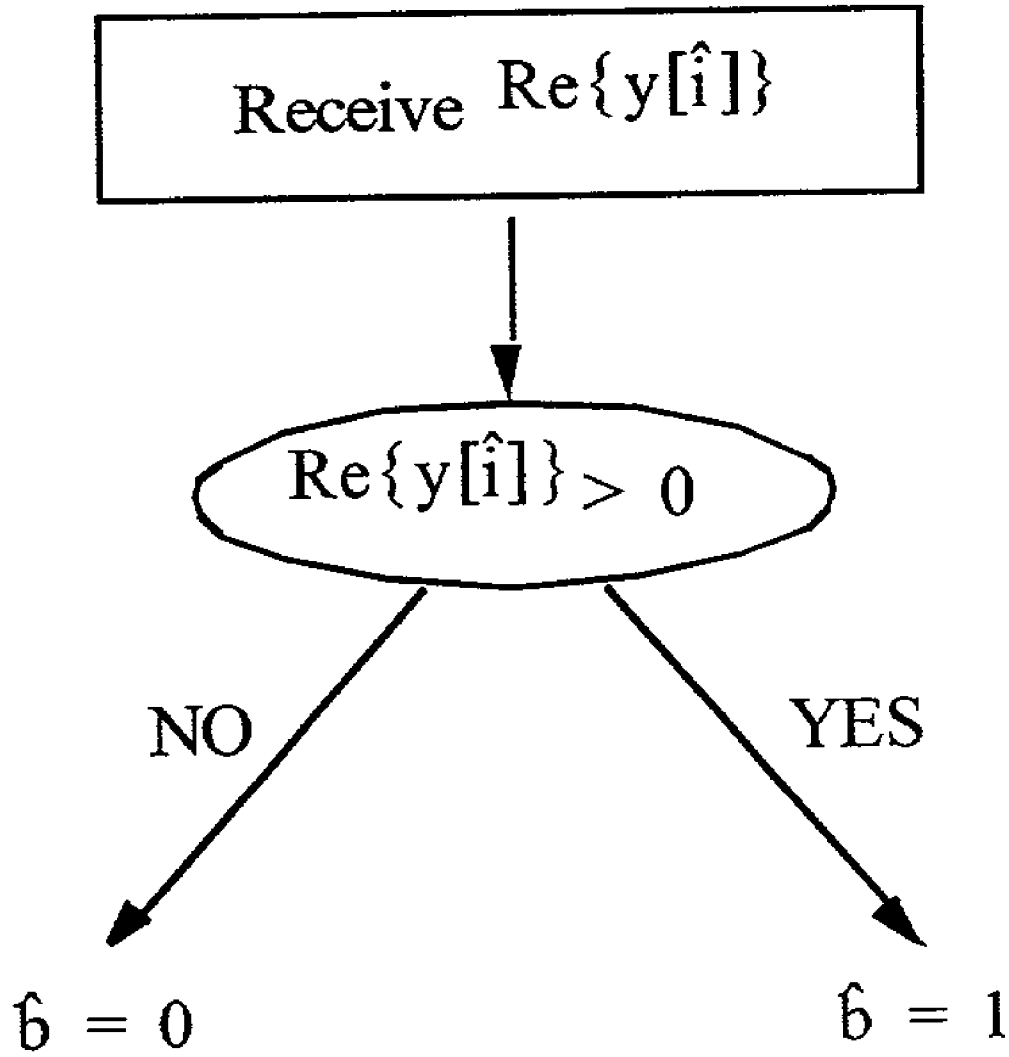 Receive Re{y[î]}
Re{y[î]} > 0
NO
YES
b̂ = 0
b̂ = 1